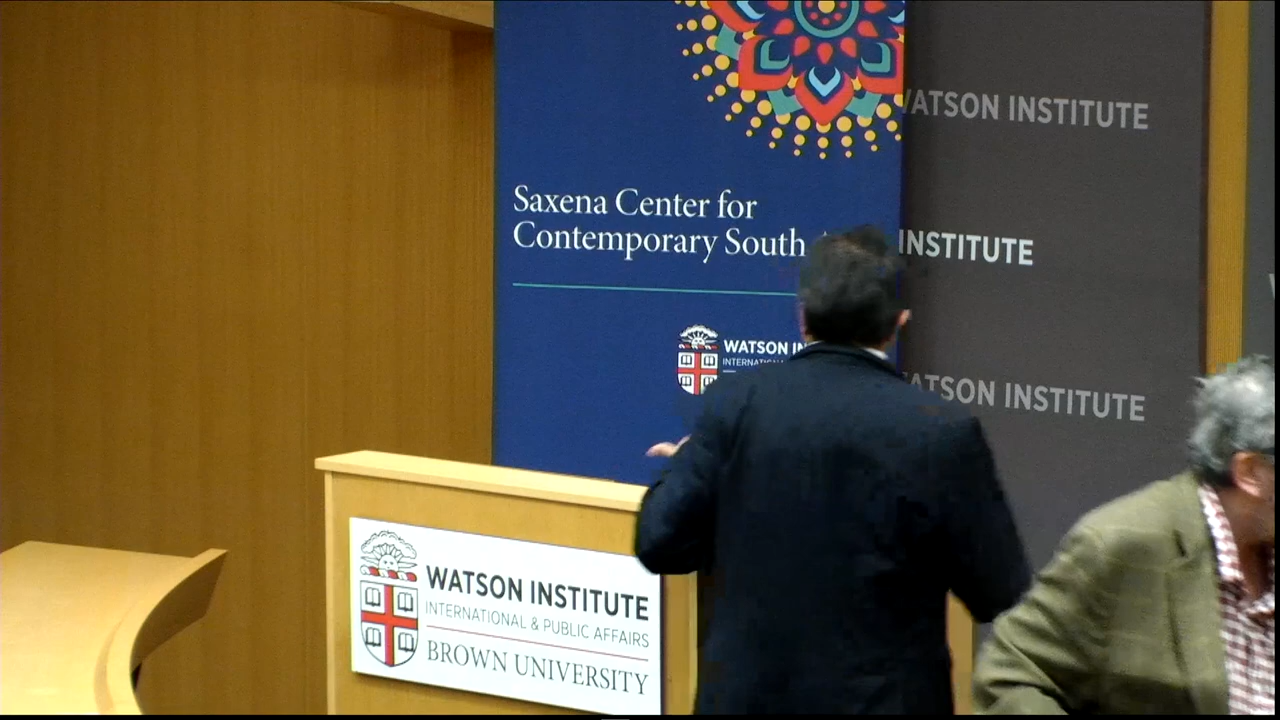 WATSON INSTITUTE
Saxena Center for
Contemporary South
INSTITUTE
WATSON
WATSON INSTITUTE
WATSON INSTITUTE
INTERNATIONAL & PUBLIC AFFAIRS
BROWN UNIVERSITY